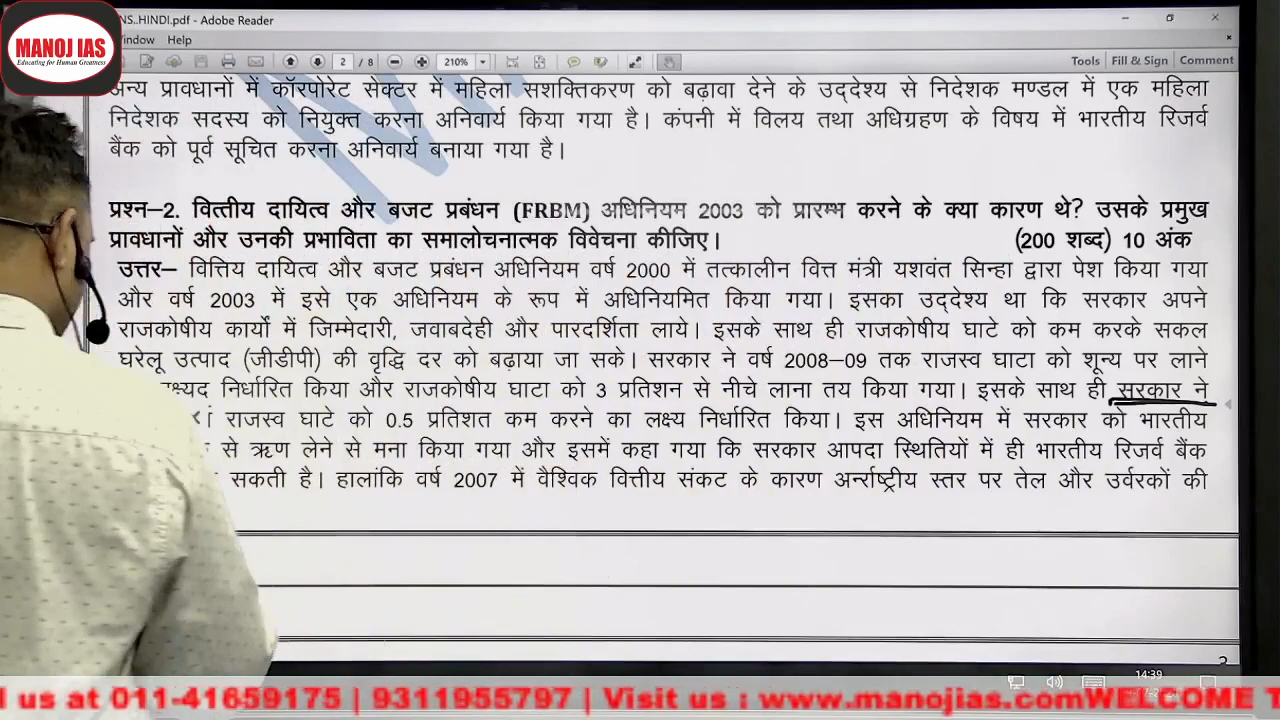 MANOJ IAS
Educating for Human Greatness
NS..HINDI.pdf - Adobe Reader
indow Help
2 / 8 210% Tools Fill & Sign Comment
अन्य प्रावधानों में कॉरपोरेट सेक्टर में महिला सशक्तिकरण को बढ़ावा देने के उद्देश्य से निदेशक मण्डल में एक महिला
निदेशक सदस्य को नियुक्त करना अनिवार्य किया गया है। कंपनी में विलय तथा अधिग्रहण के विषय में भारतीय रिजर्व
बैंक को पूर्व सूचित करना अनिवार्य बनाया गया है।
प्रश्न–2. वित्तीय दायित्व और बजट प्रबंधन (FRBM) अधिनियम 2003 को प्रारम्भ करने के क्या कारण थे? उसके प्रमुख
प्रावधानों और उनकी प्रभाविता का समालोचनात्मक विवेचना कीजिए। (200 शब्द) 10 अंक
उत्तर– वित्तिय दायित्व और बजट प्रबंधन अधिनियम वर्ष 2000 में तत्कालीन वित्त मंत्री यशवंत सिन्हा द्वारा पेश किया गया
और वर्ष 2003 में इसे एक अधिनियम के रूप में अधिनियमित किया गया। इसका उद्देश्य था कि सरकार अपने
राजकोषीय कार्यों में जिम्मेदारी, जवाबदेही और पारदर्शिता लाये। इसके साथ ही राजकोषीय घाटे को कम करके सकल
घरेलू उत्पाद (जीडीपी) की वृद्धि दर को बढ़ाया जा सके। सरकार ने वर्ष 2008–09 तक राजस्व घाटा को शून्य पर लाने
क्ष्यद निर्धारित किया और राजकोषीय घाटा को 3 प्रतिशन से नीचे लाना तय किया गया। इसके साथ ही सरकार ने
राजस्व घाटे को 0.5 प्रतिशत कम करने का लक्ष्य निर्धारित किया। इस अधिनियम में सरकार को भारतीय
से ऋण लेने से मना किया गया और इसमें कहा गया कि सरकार आपदा स्थितियों में ही भारतीय रिजर्व बैंक
सकती है। हालांकि वर्ष 2007 में वैश्विक वित्तीय संकट के कारण अर्न्राष्ट्रीय स्तर पर तेल और उर्वरकों की
14:39
l us at 011-41659175 | 9313555797 | Visit us : www.manojias.comWELCOME T